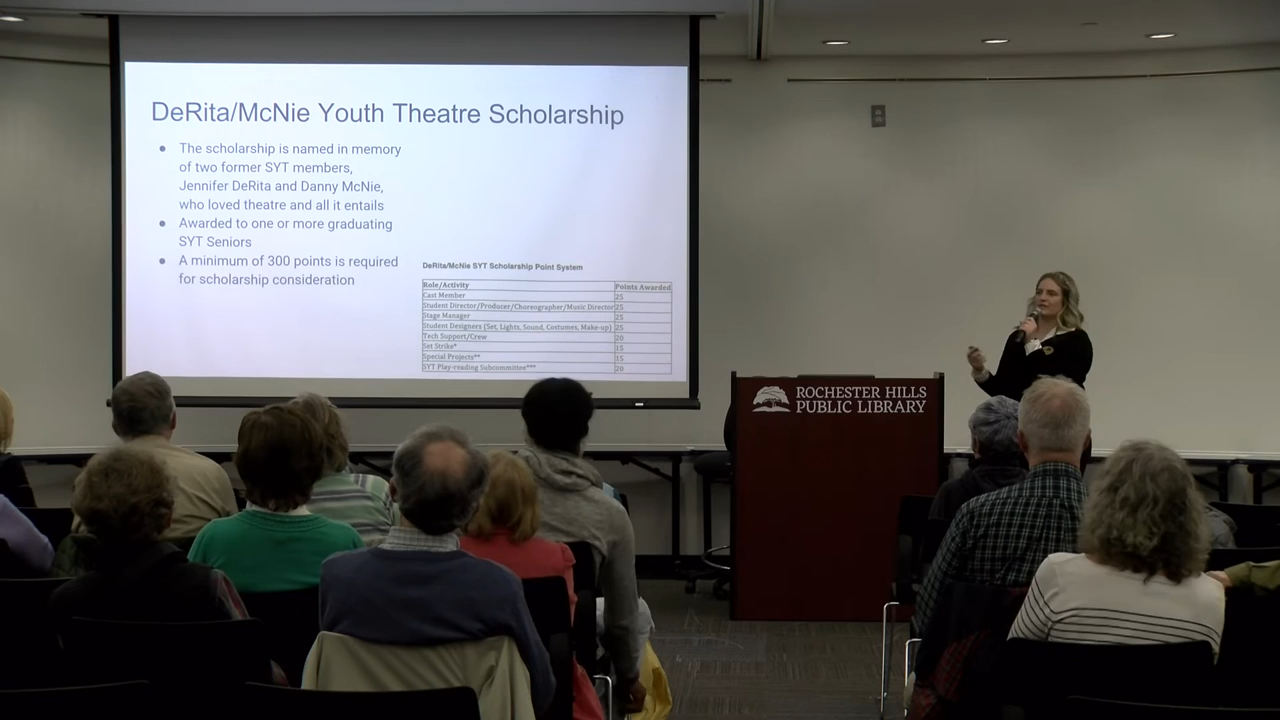 DeRita/McNie Youth Theatre Scholarship
● The scholarship is named in memory
of two former SYT members,
Jennifer DeRita and Danny McNie,
who loved theatre and all it entails
● Awarded to one or more graduating
SYT Seniors
● A minimum of 300 points is required
for scholarship consideration
DeRita/McNie SYT Scholarship Point System
Role/Activity Points Awarded
Cast Member 25
Student Director/Producer/Choreographer/Music Director 25
Stage Manager 25
Student Designers (Set, Lights, Sound, Costumes, Make-up) 25
Tech Support/Crew 20
Set Strike* 15
Special Projects** 15
SYT Play-reading Subcommittee*** 20
ROCHESTER HILLS
PUBLIC LIBRARY